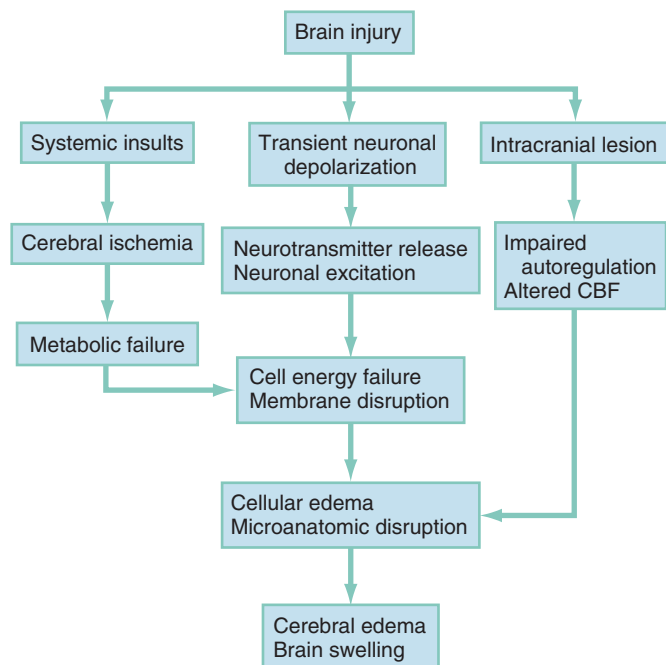 Brain injury
Systemic insults
Transient neuronal
depolarization
Intracranial lesion
Cerebral ischemia
Neurotransmitter release
Neuronal excitation
Impaired
autoregulation
Altered CBF
Metabolic failure
Cell energy failure
Membrane disruption
Cellular edema
Microanatomic disruption
Cerebral edema
Brain swelling